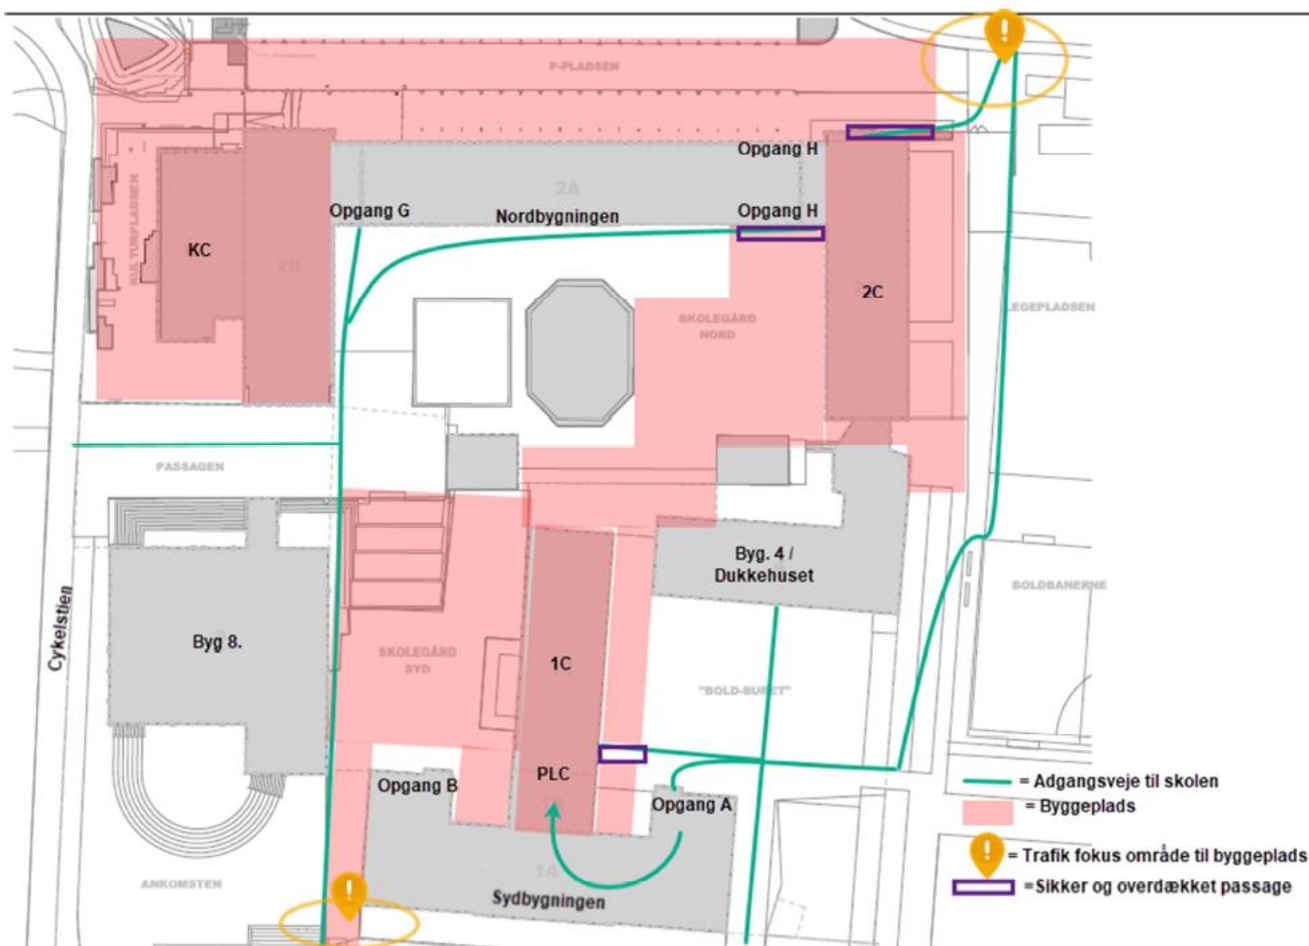 P-PLADSEN
Opgang H
2A
Opgang G
Nordbygningen
Opgang H
KULTURPLADSEN
KC
2B
2C
SKOLEGÅRD
NORD
LEGEPLADSEN
PASSAGEN
Byg. 4 /
Dukkehuset
BOLDBANERNE
Cykelstien
Byg 8.
SKOLEGÅRD
SYD
1C
"BOLD-BURET"
PLC
Opgang B
Opgang A
1A
ANKOMSTEN
Sydbygningen
= Adgangsveje til skolen
= Byggeplads
= Trafik fokus område til byggeplads
=Sikker og overdækket passage